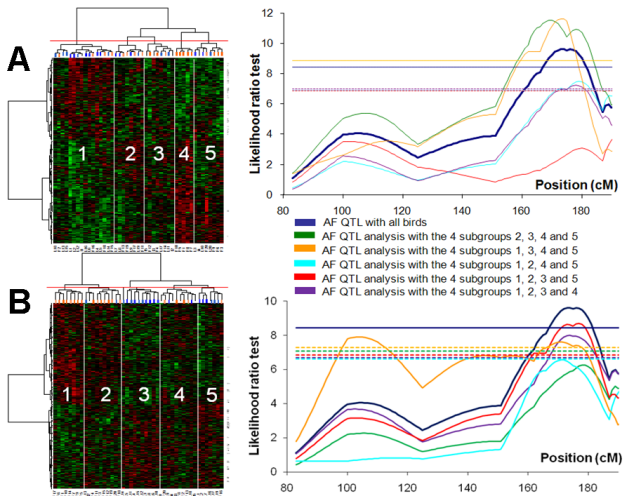 A
1 2 3 4 5
Likelihood ratio test
12
10
8
6
4
2
0
80 100 120 140 160 180
Position (cM)
AF QTL with all birds
AF QTL analysis with the 4 subgroups 2, 3, 4 and 5
AF QTL analysis with the 4 subgroups 1, 3, 4 and 5
AF QTL analysis with the 4 subgroups 1, 2, 4 and 5
AF QTL analysis with the 4 subgroups 1, 2, 3 and 5
AF QTL analysis with the 4 subgroups 1, 2, 3 and 4
B
1 2 3 4 5
Likelihood ratio test
10
8
6
4
2
0
80 100 120 140 160 180
Position (cM)